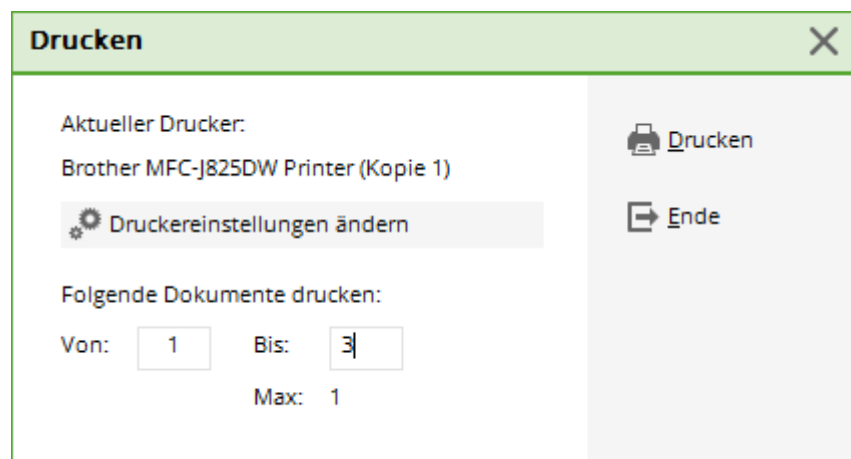 Drucken
Aktueller Drucker:
Brother MFC-J825DW Printer (Kopie 1)
Druckereinstellungen ändern
Folgende Dokumente drucken:
Von: 1 Bis: 3
Max: 1
Drucken
Ende